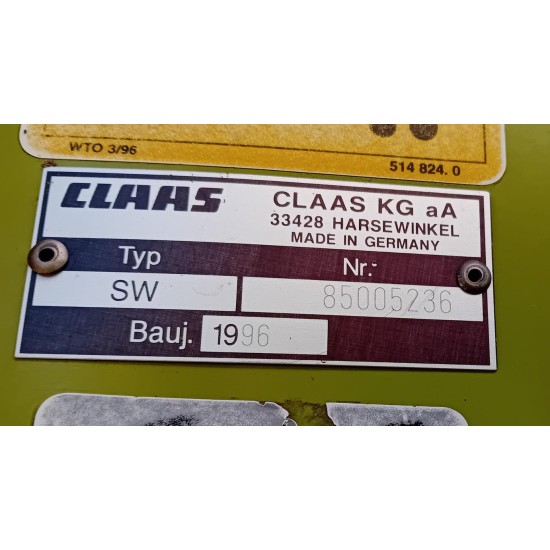 WTO 3/96
514 824. 0
CLAAS
CLAAS KG aA
33428 HARSEWINKEL
MADE IN GERMANY
Typ
Nr.:
SW
85005236
Bauj. 1996